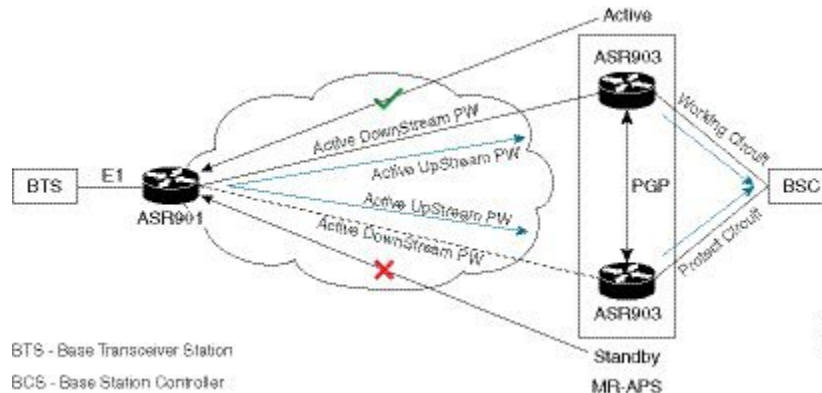 Active
ASR903
Active DownStream PW
Working Circuit
Active UpStream PW
BTS
E1
ASR901
PGP
BSC
Active UpStream PW
Active DownStream PW
Protect Circuit
ASR903
BTS - Base Transceiver Station
Standby
BCS - Base Station Controller
MR-APS